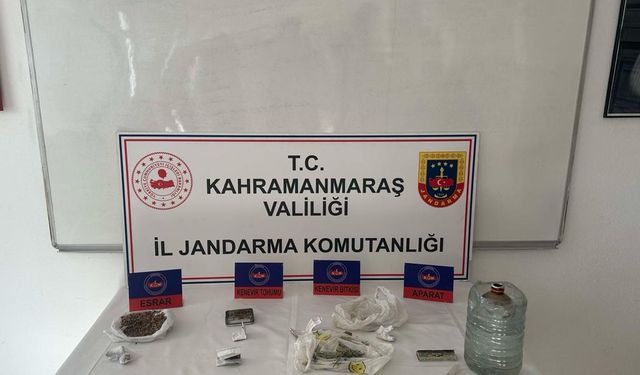 T.C.
KAHRAMANMARAŞ
VALİLİĞİ
İL JANDARMA KOMUTANLIĞI
JANDARMA
ESRAR
KENEVİR TOHUMU
KENEVİR BİTKİSİ
APARAT